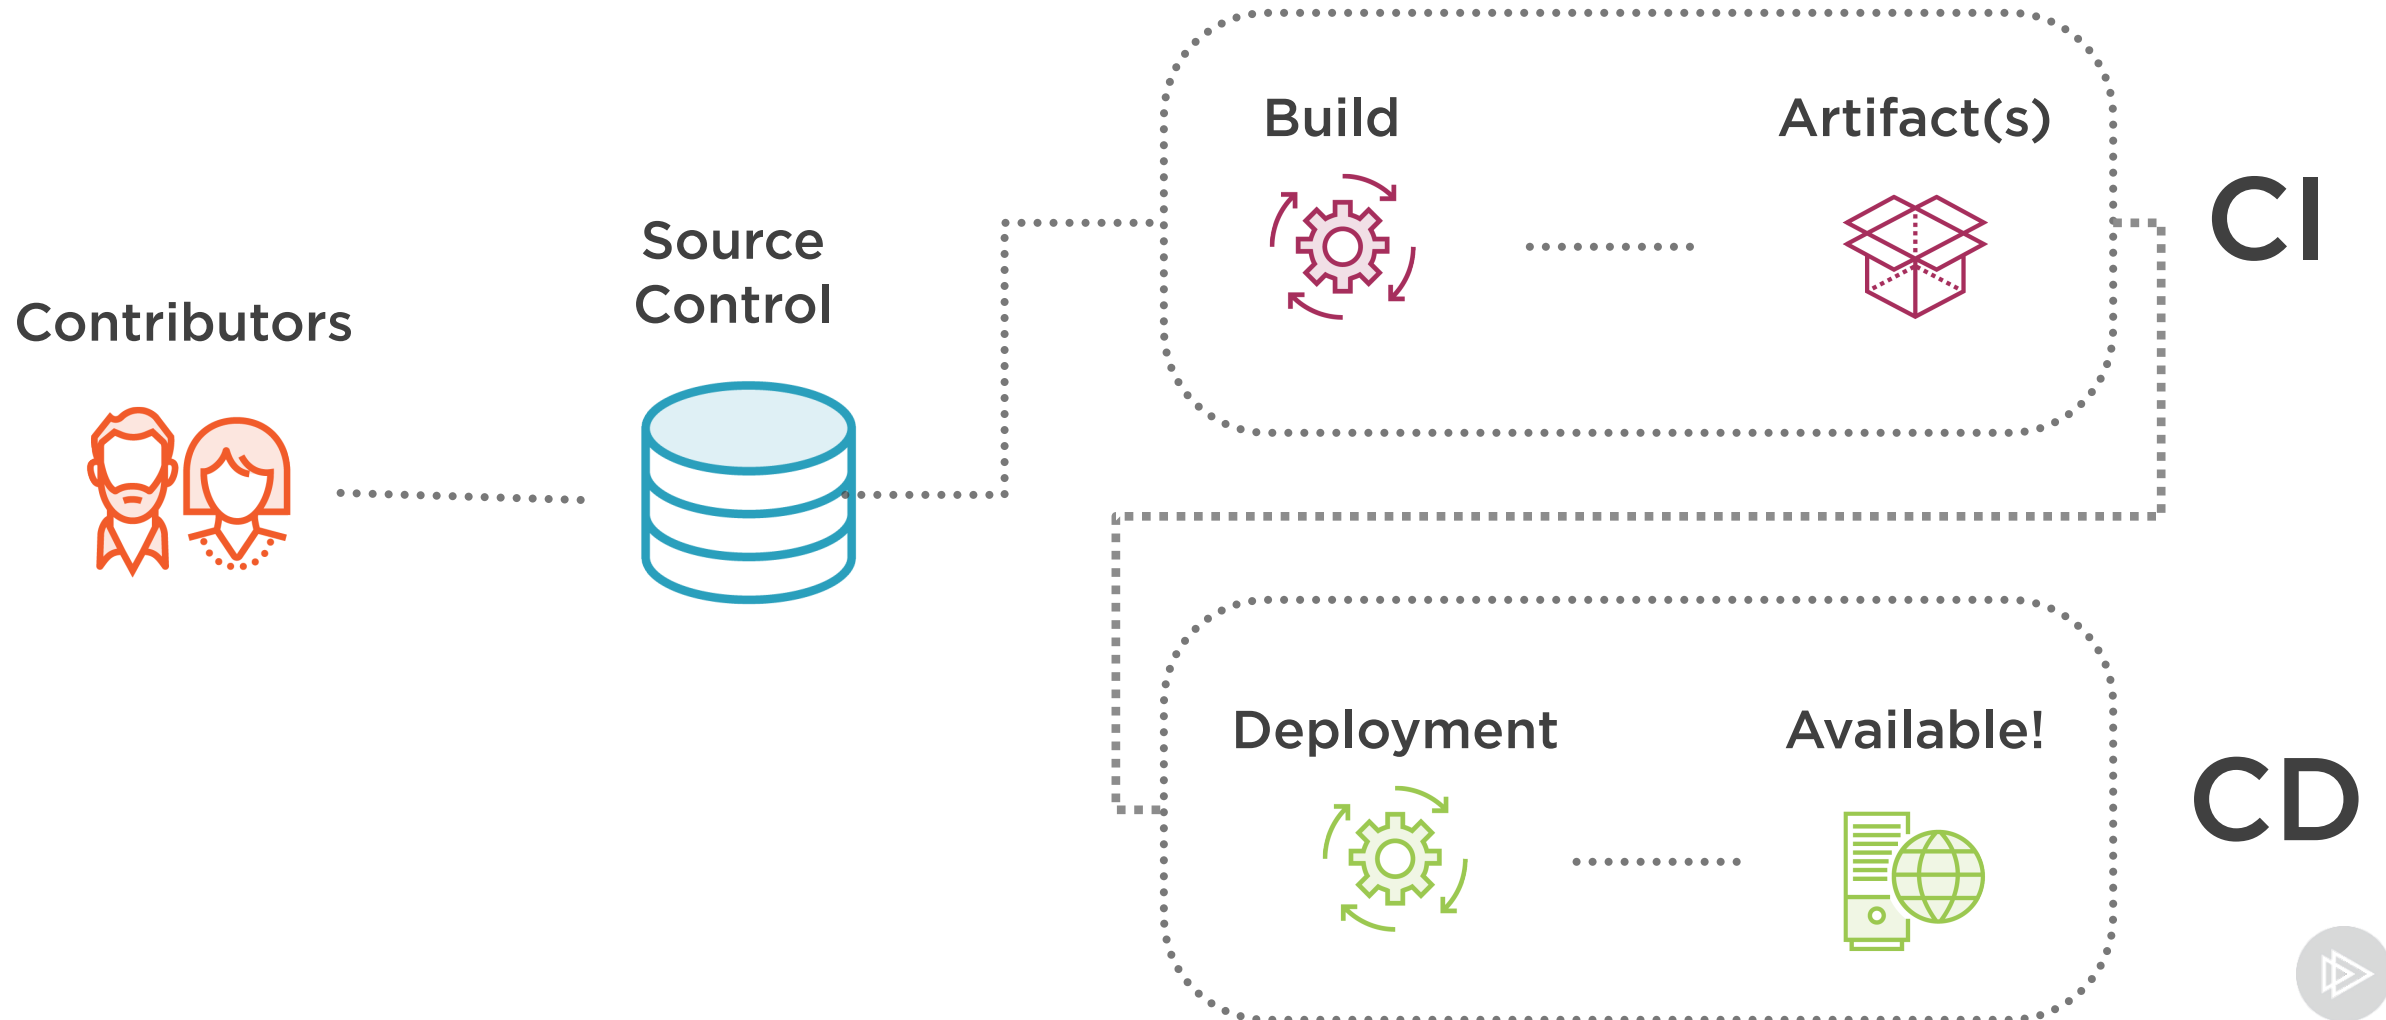 Contributors
Source
Control
Build
Artifact(s)
CI
Deployment
Available!
CD